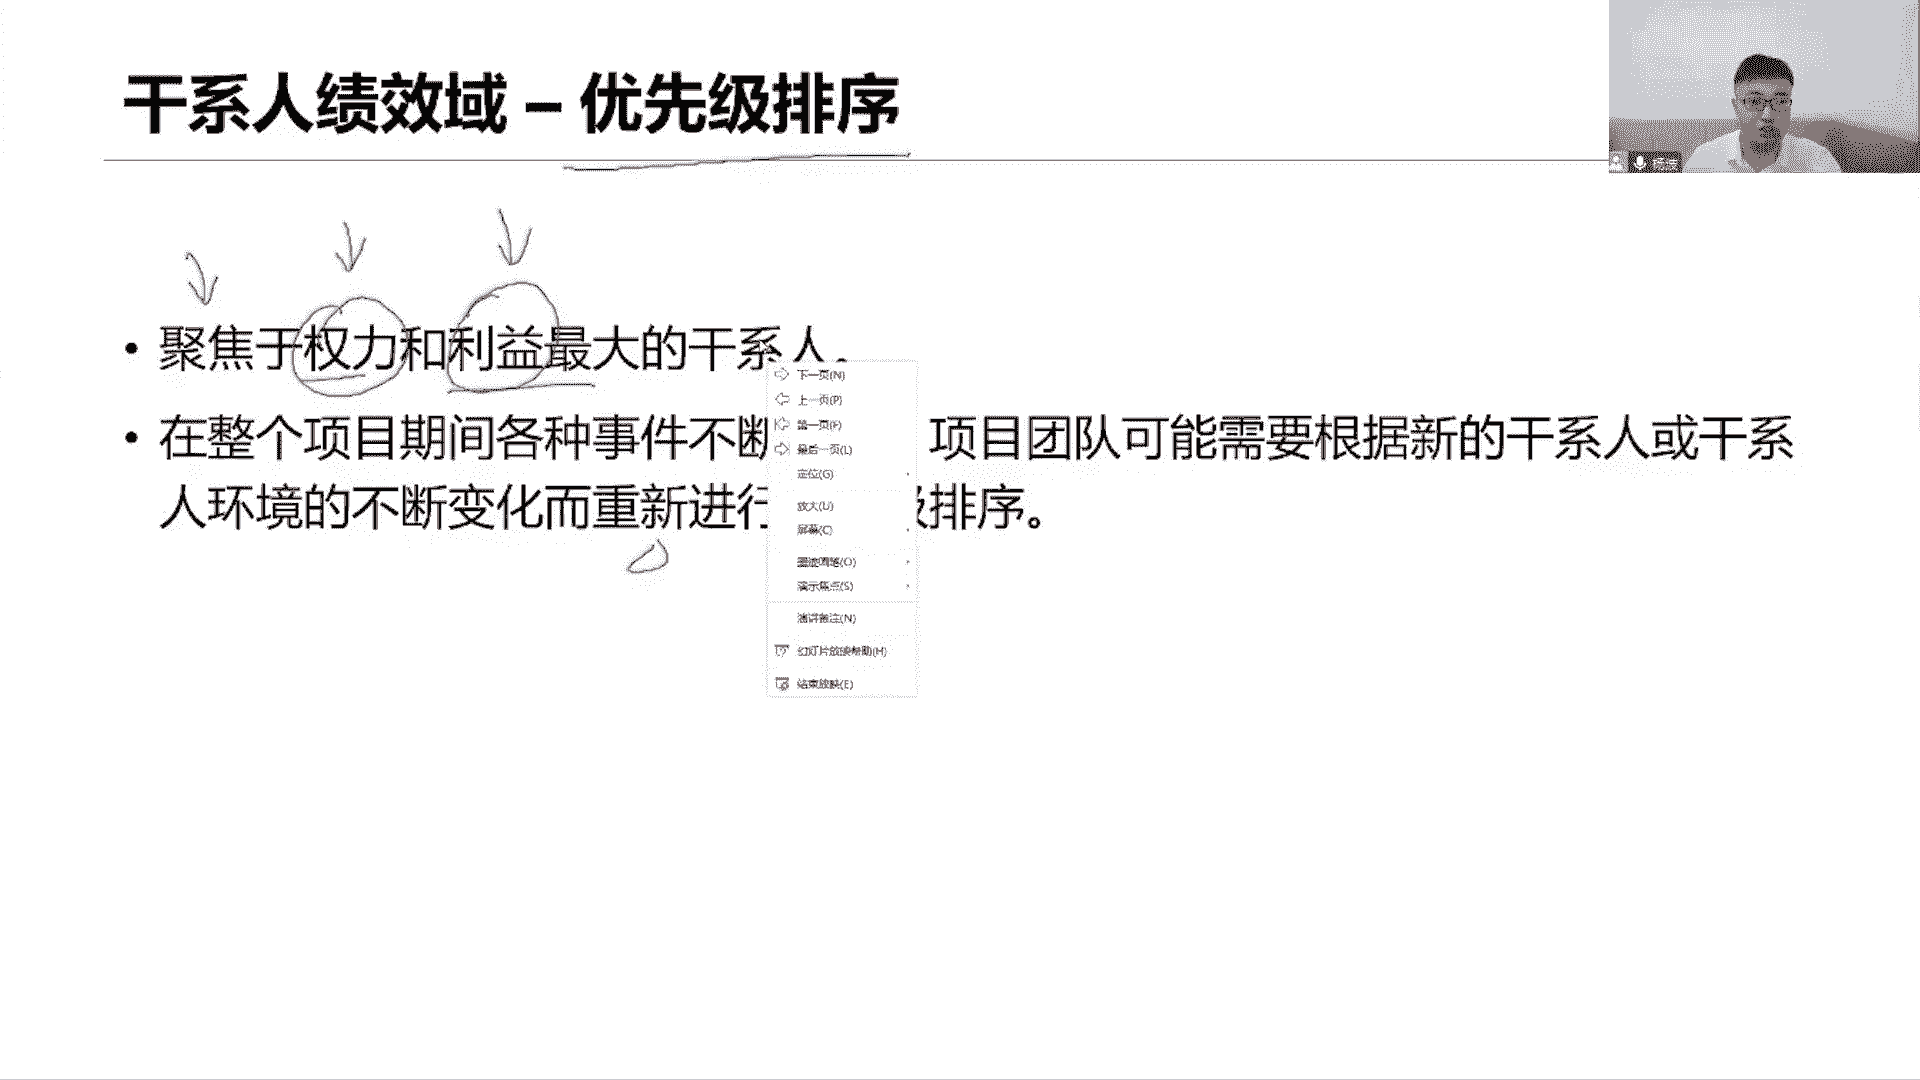 干系人绩效域 – 优先级排序
• 聚焦于权力和利益最大的干系人。
• 在整个项目期间各种事件不断 项目团队可能需要根据新的干系人或干系
人环境的不断变化而重新进行 级排序。
下一页(N)
上一页(P)
第一页(F)
最后一页(L)
定位(G)
放大(U)
屏幕(C)
墨迹画笔(O)
演示焦点(S)
演讲备注(N)
幻灯片放映帮助(H)
结束放映(E)